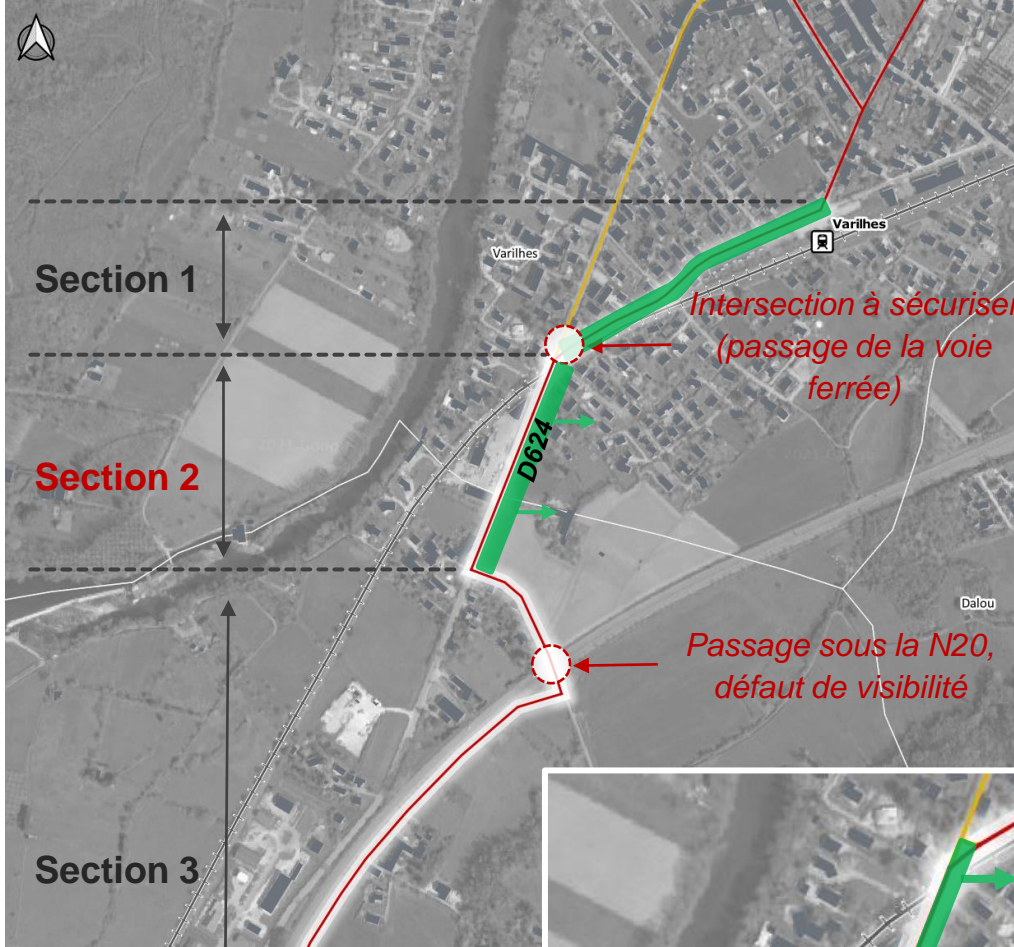 Varilhes
Section 1
Varilhes
Intersection à sécuriser
(passage de la voie
ferrée)
Section 2
D624
Dalou
Passage sous la N20,
défaut de visibilité
Section 3